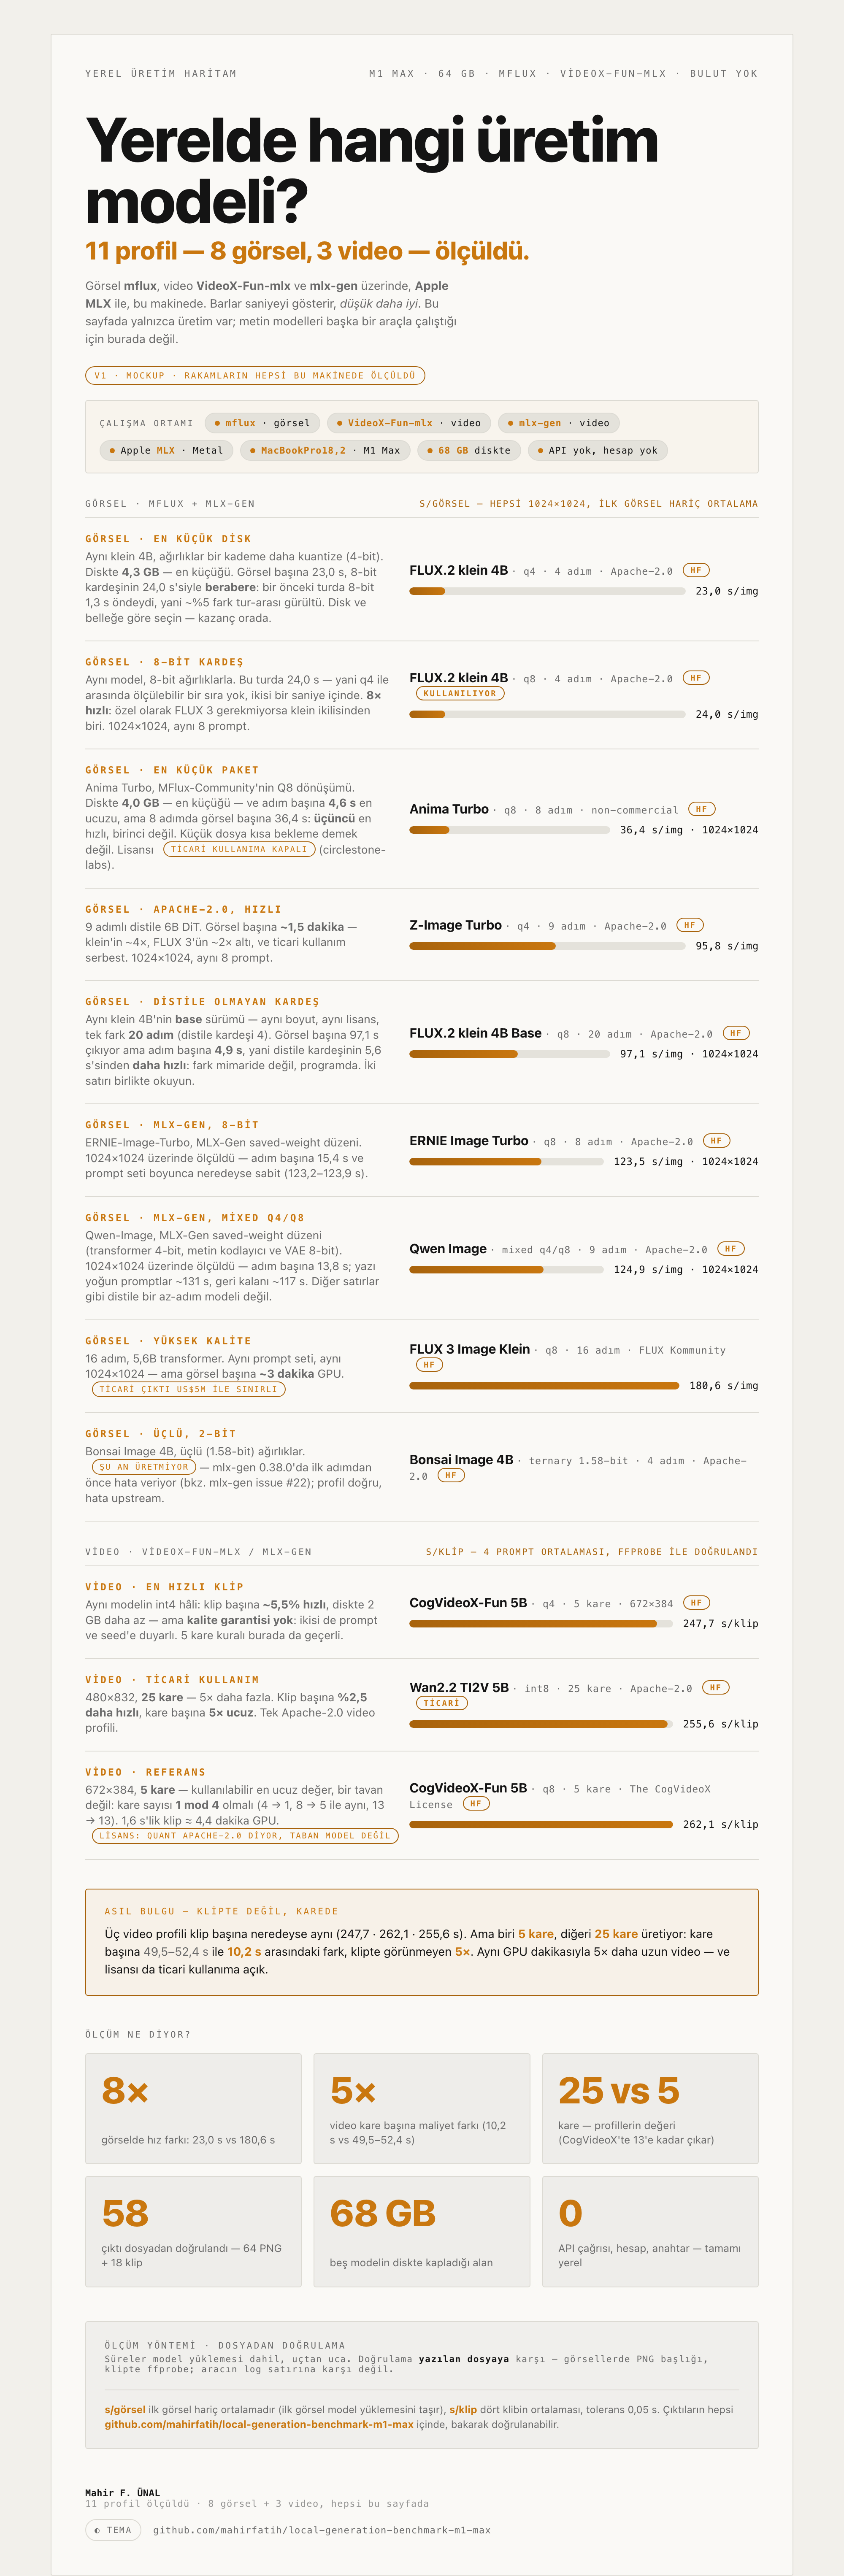 YEREL ÜRETİM HARİTAM
M1 MAX · 64 GB · MFLUX · VİDEOX-FUN-MLX · BULUT YOK
Yerelde hangi üretim
modeli?
11 profil — 8 görsel, 3 video — ölçüldü.
Görsel mflux, video VideoX-Fun-mlx ve mlx-gen üzerinde, Apple
MLX ile, bu makinede. Barlar saniyeyi gösterir, düşük daha iyi. Bu
sayfada yalnızca üretim var; metin modelleri başka bir araçla çalıştığı
için burada değil.
V1 · MOCKUP · RAKAMLARIN HEPSİ BU MAKİNEDE ÖLÇÜLDÜ
ÇALIŞMA ORTAMI
● mflux · görsel
● VideoX-Fun-mlx · video
● mlx-gen · video
● Apple MLX · Metal
● MacBookPro18,2 · M1 Max
● 68 GB diskte
● API yok, hesap yok
GÖRSEL · MFLUX + MLX-GEN
S/GÖRSEL — HEPSİ 1024×1024, İLK GÖRSEL HARİÇ ORTALAMA
GÖRSEL · EN KÜÇÜK DİSK
Aynı klein 4B, ağırlıklar bir kademe daha kuantize (4-bit).
Diskte 4,3 GB — en küçüğü. Görsel başına 23,0 s, 8-bit
kardeşinin 24,0 s'siyle berabere: bir önceki turda 8-bit
1,3 s öndeydi, yani ~%5 fark tur-arası gürültü. Disk ve
belleğe göre seçin — kazanç orada.
FLUX.2 klein 4B · q4 · 4 adım · Apache-2.0 HF
23,0 s/img
GÖRSEL · 8-BİT KARDEŞ
Aynı model, 8-bit ağırlıklarla. Bu turda 24,0 s — yani q4 ile
arasında ölçülebilir bir sıra yok, ikisi bir saniye içinde. 8×
hızlı: özel olarak FLUX 3 gerekmiyorsa klein ikilisinden
biri. 1024×1024, aynı 8 prompt.
FLUX.2 klein 4B · q8 · 4 adım · Apache-2.0 HF
KULLANILIYOR
24,0 s/img
GÖRSEL · EN KÜÇÜK PAKET
Anima Turbo, MFlux-Community'nin Q8 dönüşümü.
Diskte 4,0 GB — en küçüğü — ve adım başına 4,6 s en
ucuzu, ama 8 adımda görsel başına 36,4 s: üçüncü en
hızlı, birinci değil. Küçük dosya kısa bekleme demek
değil. Lisansı TİCARİ KULLANIMA KAPALI (circlestone-
labs).
Anima Turbo · q8 · 8 adım · non-commercial HF
36,4 s/img · 1024×1024
GÖRSEL · APACHE-2.0, HIZLI
9 adımlı distile 6B DiT. Görsel başına ~1,5 dakika —
klein'in ~4×, FLUX 3'ün ~2× altı, ve ticari kullanım
serbest. 1024×1024, aynı 8 prompt.
Z-Image Turbo · q4 · 9 adım · Apache-2.0 HF
95,8 s/img
GÖRSEL · DİSTİLE OLMAYAN KARDEŞ
Aynı klein 4B'nin base sürümü — aynı boyut, aynı lisans,
tek fark 20 adım (distile kardeşi 4). Görsel başına 97,1 s
çıkıyor ama adım başına 4,9 s, yani distile kardeşinin 5,6
s'sinden daha hızlı: fark mimaride değil, programda. İki
satırı birlikte okuyun.
FLUX.2 klein 4B Base · q8 · 20 adım · Apache-2.0 HF
97,1 s/img · 1024×1024
GÖRSEL · MLX-GEN, 8-BİT
ERNIE-Image-Turbo, MLX-Gen saved-weight düzeni.
1024×1024 üzerinde ölçüldü — adım başına 15,4 s ve
prompt seti boyunca neredeyse sabit (123,2–123,9 s).
ERNIE Image Turbo · q8 · 8 adım · Apache-2.0 HF
123,5 s/img · 1024×1024
GÖRSEL · MLX-GEN, MİXED Q4/Q8
Qwen-Image, MLX-Gen saved-weight düzeni
(transformer 4-bit, metin kodlayıcı ve VAE 8-bit).
1024×1024 üzerinde ölçüldü — adım başına 13,8 s; yazı
yoğun promptlar ~131 s, geri kalanı ~117 s. Diğer satırlar
gibi distile bir az-adım modeli değil.
Qwen Image · mixed q4/q8 · 9 adım · Apache-2.0 HF
124,9 s/img · 1024×1024
GÖRSEL · YÜKSEK KALİTE
16 adım, 5,6B transformer. Aynı prompt seti, aynı
1024×1024 — ama görsel başına ~3 dakika GPU.
TİCARİ ÇIKTI US$5M İLE SINIRLI
FLUX 3 Image Klein · q8 · 16 adım · FLUX Kommunity
HF
180,6 s/img
GÖRSEL · ÜÇLÜ, 2-BİT
Bonsai Image 4B, üçlü (1.58-bit) ağırlıklar.
ŞU AN ÜRETMİYOR — mlx-gen 0.38.0'da ilk adımdan
önce hata veriyor (bkz. mlx-gen issue #22); profil doğru,
hata upstream.
Bonsai Image 4B · ternary 1.58-bit · 4 adım · Apache-
2.0 HF
VİDEO · VİDEOX-FUN-MLX / MLX-GEN
S/KLİP — 4 PROMPT ORTALAMASI, FFPROBE İLE DOĞRULANDI
VİDEO · EN HIZLI KLİP
Aynı modelin int4 hâli: klip başına ~5,5% hızlı, diskte 2
GB daha az — ama kalite garantisi yok: ikisi de prompt
ve seed'e duyarlı. 5 kare kuralı burada da geçerli.
CogVideoX-Fun 5B · q4 · 5 kare · 672×384 HF
247,7 s/klip
VİDEO · TİCARİ KULLANIM
480×832, 25 kare — 5× daha fazla. Klip başına %2,5
daha hızlı, kare başına 5× ucuz. Tek Apache-2.0 video
profili.
Wan2.2 TI2V 5B · int8 · 25 kare · Apache-2.0 HF
TİCARİ
255,6 s/klip
VİDEO · REFERANS
672×384, 5 kare — kullanılabilir en ucuz değer, bir tavan
değil: kare sayısı 1 mod 4 olmalı (4 → 1, 8 → 5 ile aynı, 13
→ 13). 1,6 s'lik klip ≈ 4,4 dakika GPU.
LİSANS: QUANT APACHE-2.0 DİYOR, TABAN MODEL DEĞİL
CogVideoX-Fun 5B · q8 · 5 kare · The CogVideoX
License HF
262,1 s/klip
ASIL BULGU — KLİPTE DEĞİL, KAREDE
Üç video profili klip başına neredeyse aynı (247,7 · 262,1 · 255,6 s). Ama biri 5 kare, diğeri 25 kare üretiyor: kare
başına 49,5–52,4 s ile 10,2 s arasındaki fark, klipte görünmeyen 5×. Aynı GPU dakikasıyla 5× daha uzun video — ve
lisansı da ticari kullanıma açık.
ÖLÇÜM NE DİYOR?
8×
görselde hız farkı: 23,0 s vs 180,6 s
5×
video kare başına maliyet farkı (10,2
s vs 49,5–52,4 s)
25 vs 5
kare — profillerin değeri
(CogVideoX'te 13'e kadar çıkar)
58
çıktı dosyadan doğrulandı — 64 PNG
+ 18 klip
68 GB
beş modelin diskte kapladığı alan
0
API çağrısı, hesap, anahtar — tamamı
yerel
ÖLÇÜM YÖNTEMİ · DOSYADAN DOĞRULAMA
Süreler model yüklemesi dahil, uçtan uca. Doğrulama yazılan dosyaya karşı — görsellerde PNG başlığı,
klipte ffprobe; aracın log satırına karşı değil.
s/görsel ilk görsel hariç ortalamadır (ilk görsel model yüklemesini taşır), s/klip dört klibin ortalaması, tolerans 0,05 s. Çıktıların hepsi
github.com/mahirfatih/local-generation-benchmark-m1-max içinde, bakarak doğrulanabilir.
Mahir F. ÜNAL
11 profil ölçüldü · 8 görsel + 3 video, hepsi bu sayfada
◐ TEMA
github.com/mahirfatih/local-generation-benchmark-m1-max